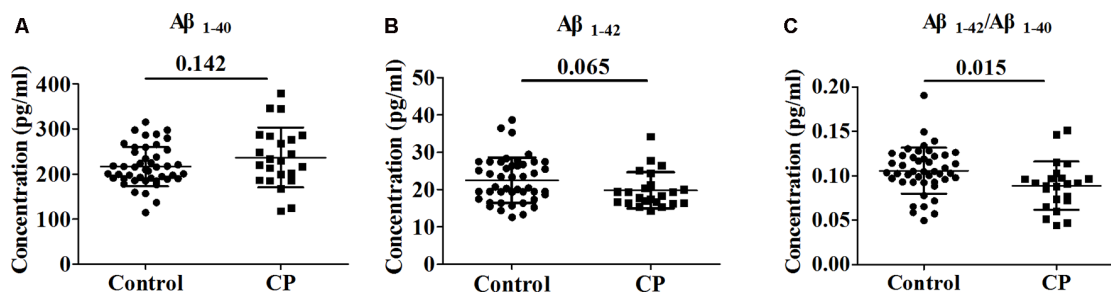 A
Aβ 1-40
Concentration (pg/ml)
400
300
200
100
0
0.142
Control
CP
B
Aβ 1-42
Concentration (pg/ml)
50
40
30
20
10
0
0.065
Control
CP
C
Aβ 1-42/Aβ 1-40
Concentration (pg/ml)
0.20
0.15
0.10
0.05
0.00
0.015
Control
CP